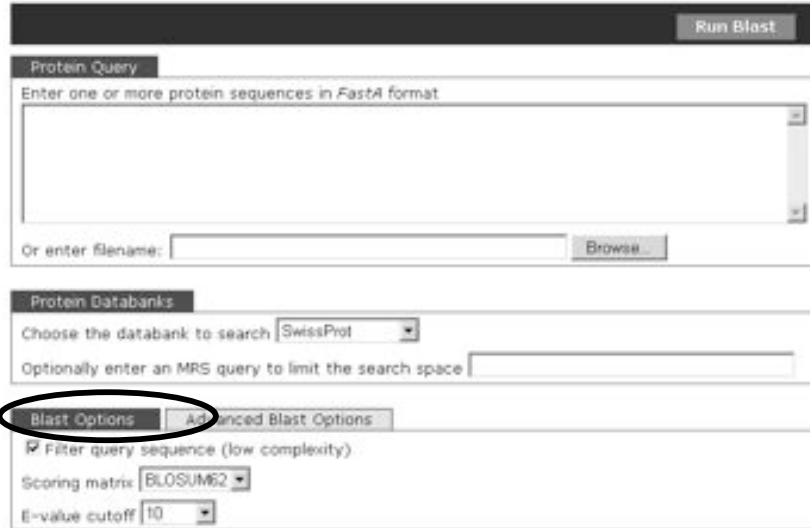 Run Blast
Protein Query
Enter one or more protein sequences in FastA format
Or enter filename: Browse...
Protein Databanks
Choose the databank to search SwissProt
Optionally enter an MRS query to limit the search space
Blast Options Advanced Blast Options
Filter query sequence (low complexity)
Scoring matrix BLOSUM62
E-value cutoff 10